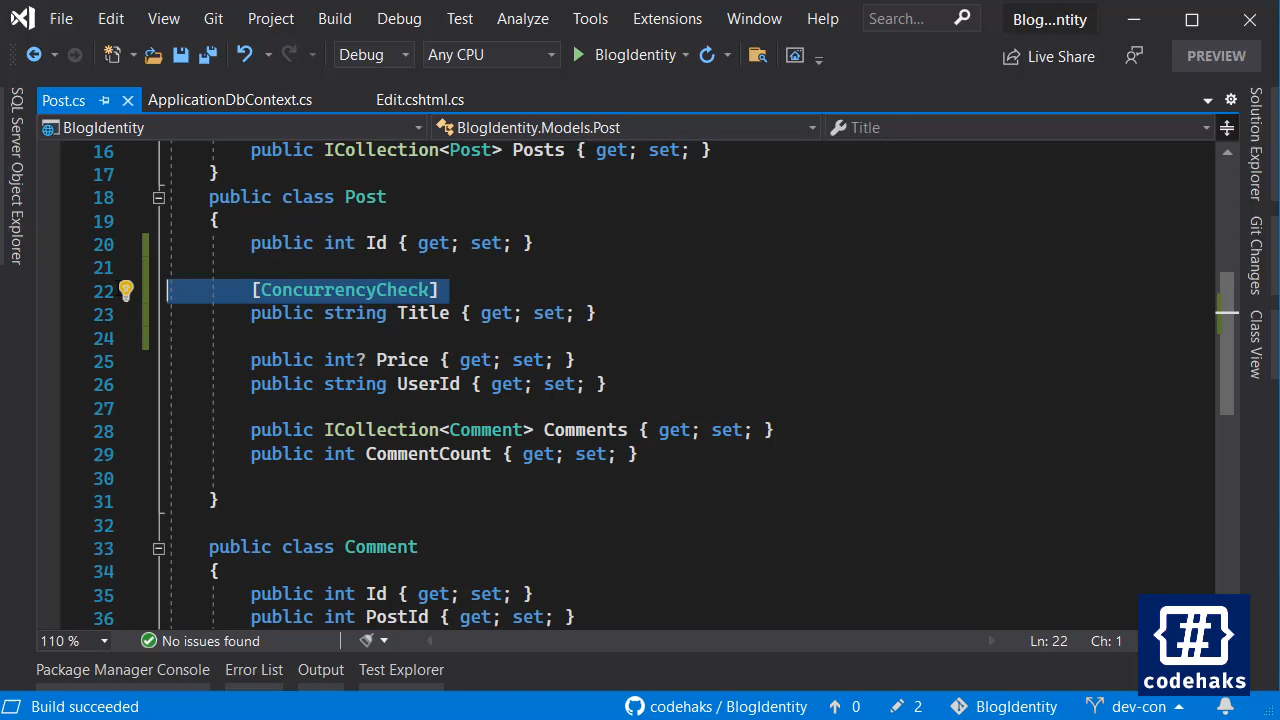 File Edit View Git Project Build Debug Test Analyze Tools Extensions Window Help Search... Blog...ntity
Debug Any CPU BlogIdentity Live Share PREVIEW
Post.cs ApplicationDbContext.cs Edit.cshtml.cs
BlogIdentity BlogIdentity.Models.Post Title
SQL Server Object Explorer
16 public ICollection<Post> Posts { get; set; }
17 }
18 public class Post
19 {
20 public int Id { get; set; }
21
22 [ConcurrencyCheck]
23 public string Title { get; set; }
24
25 public int? Price { get; set; }
26 public string UserId { get; set; }
27
28 public ICollection<Comment> Comments { get; set; }
29 public int CommentCount { get; set; }
30
31 }
32
33 public class Comment
34 {
35 public int Id { get; set; }
36 public int PostId { get; set; }
Solution Explorer
Git Changes
Class View
110 % No issues found Ln: 22 Ch: 1
Package Manager Console Error List Output Test Explorer
{#}
codehaks
Build succeeded codehaks / BlogIdentity 0 2 BlogIdentity dev-con